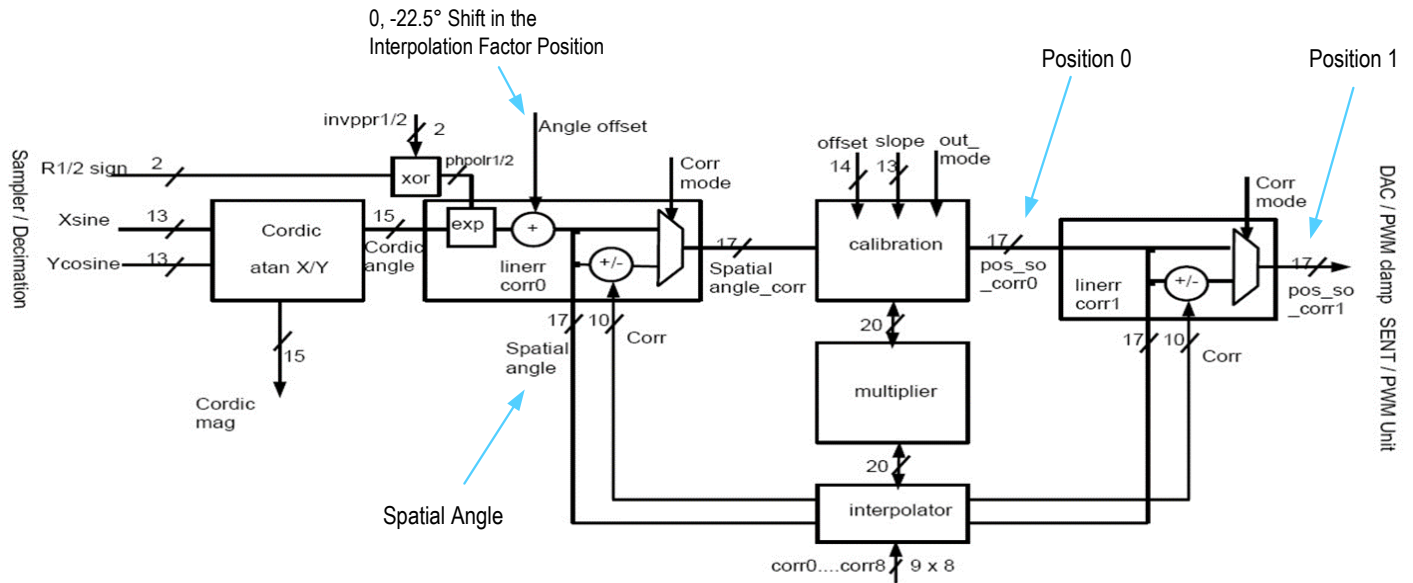 0, -22.5° Shift in the
Interpolation Factor Position
Position 0
Position 1
invppr1/2
2
Angle offset
R1/2 sign
2
xor
phpolr1/2
Corr
mode
offset
slope
out_
mode
14
13
Corr
mode
Sampler / Decimation
Xsine
13
Ycosine
13
Cordic
atan X/Y
15
Cordic
angle
exp
+
linerr
corr0
+/-
17
Spatial
angle_corr
calibration
17
pos_so
_corr0
linerr
corr1
+/-
17
pos_so
_corr1
DAC / PWM clamp SENT / PWM Unit
15
Cordic
mag
17
10
Spatial
angle
Corr
20
multiplier
20
17
10
Corr
Spatial Angle
interpolator
corr0....corr8
9 x 8